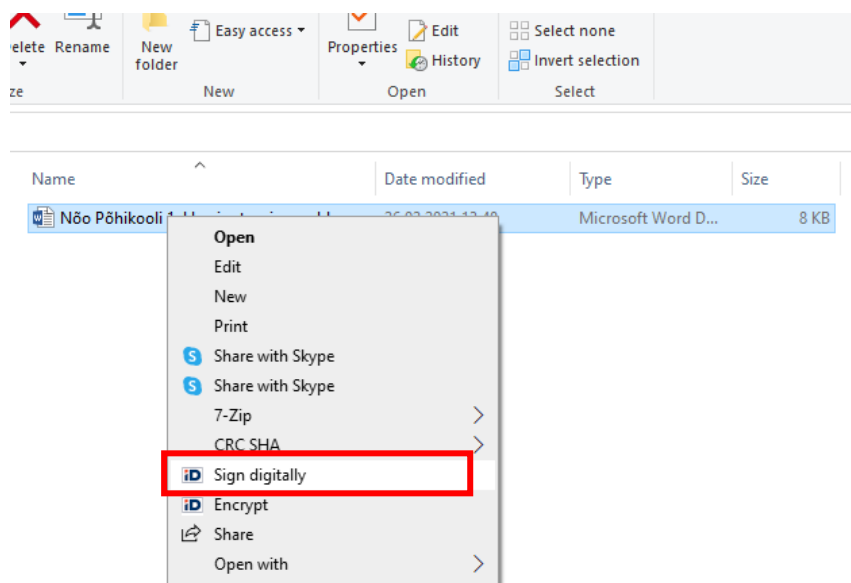 elete Rename
New
folder
Easy access
Properties
Edit
History
Select none
Invert selection
ze
New
Open
Select
Name
Date modified
Type
Size
Nõo Põhikooli
Microsoft Word D...
8 KB
Open
Edit
New
Print
Share with Skype
Share with Skype
7-Zip
CRC SHA
iD Sign digitally
iD Encrypt
Share
Open with